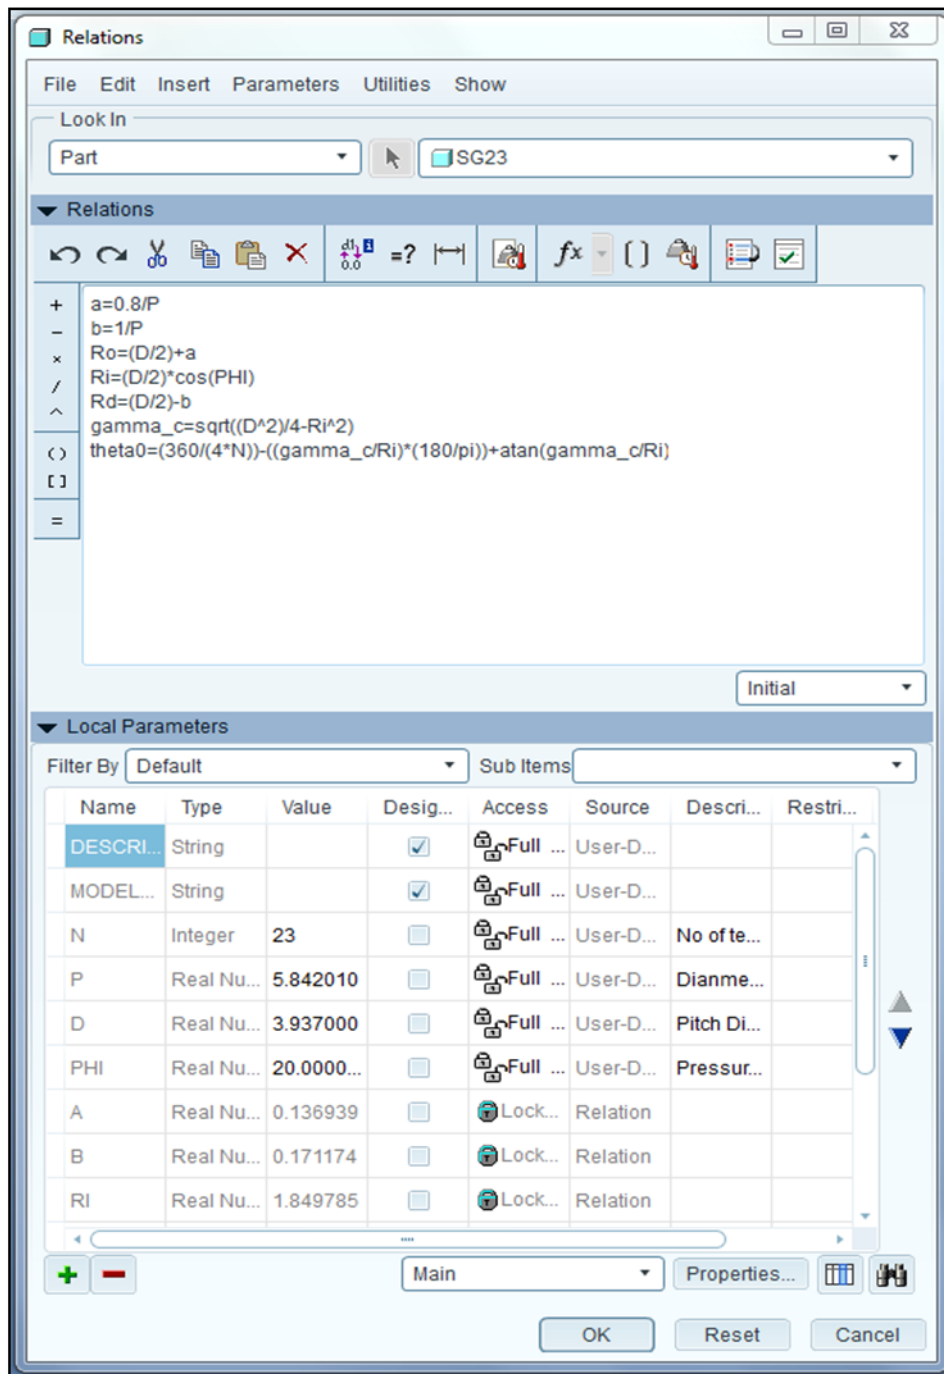 Relations
File Edit Insert Parameters Utilities Show
Look In
Part SG23
Relations
d1 0.0 =? fx ( )
+ a=0.8/P
– b=1/P
× Ro=(D/2)+a
/ Ri=(D/2)*cos(PHI)
^ Rd=(D/2)-b
gamma_c=sqrt((D^2)/4-Ri^2)
() theta0=(360/(4*N))-((gamma_c/Ri)*(180/pi))+atan(gamma_c/Ri)
[]
=
Initial
Local Parameters
Filter By Default Sub Items
Name Type Value Desig... Access Source Descri... Restri...
DESCRI... String Full ... User-D...
MODEL... String Full ... User-D...
N Integer 23 Full ... User-D... No of te...
P Real Nu... 5.842010 Full ... User-D... Dianme...
D Real Nu... 3.937000 Full ... User-D... Pitch Di...
PHI Real Nu... 20.0000... Full ... User-D... Pressur...
A Real Nu... 0.136939 Lock... Relation
B Real Nu... 0.171174 Lock... Relation
RI Real Nu... 1.849785 Lock... Relation
Main Properties...
OK Reset Cancel